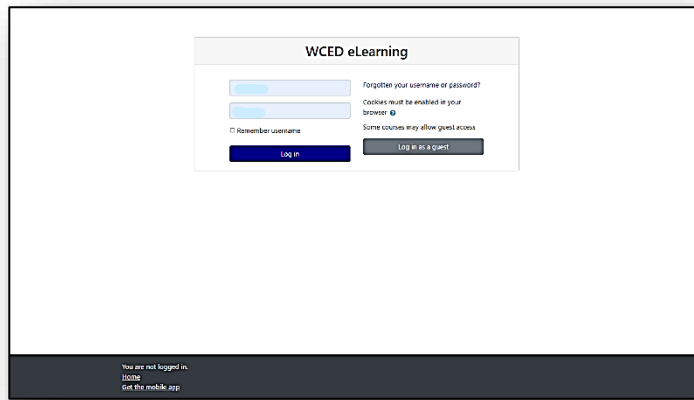 WCED eLearning
Forgotten your username or password?
Cookies must be enabled in your
browser
Remember username
Some courses may allow guest access
Log in
Log in as a guest
You are not logged in.
Home
Get the mobile app